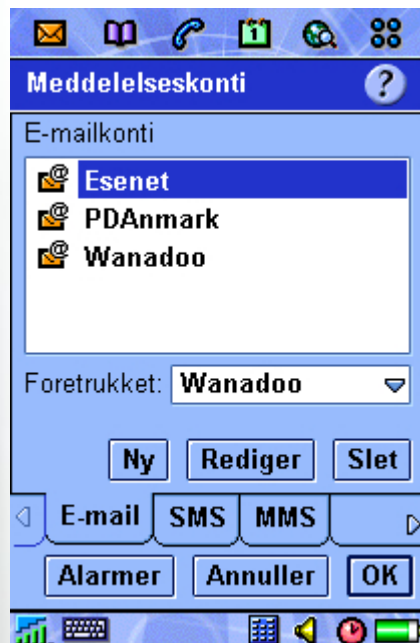 Meddelelseskonti ?
E-mailkonti
Esenet
PDAnmark
Wanadoo
Foretrukket: Wanadoo
Ny Rediger Slet
E-mail SMS MMS
Alarmer Annuller OK